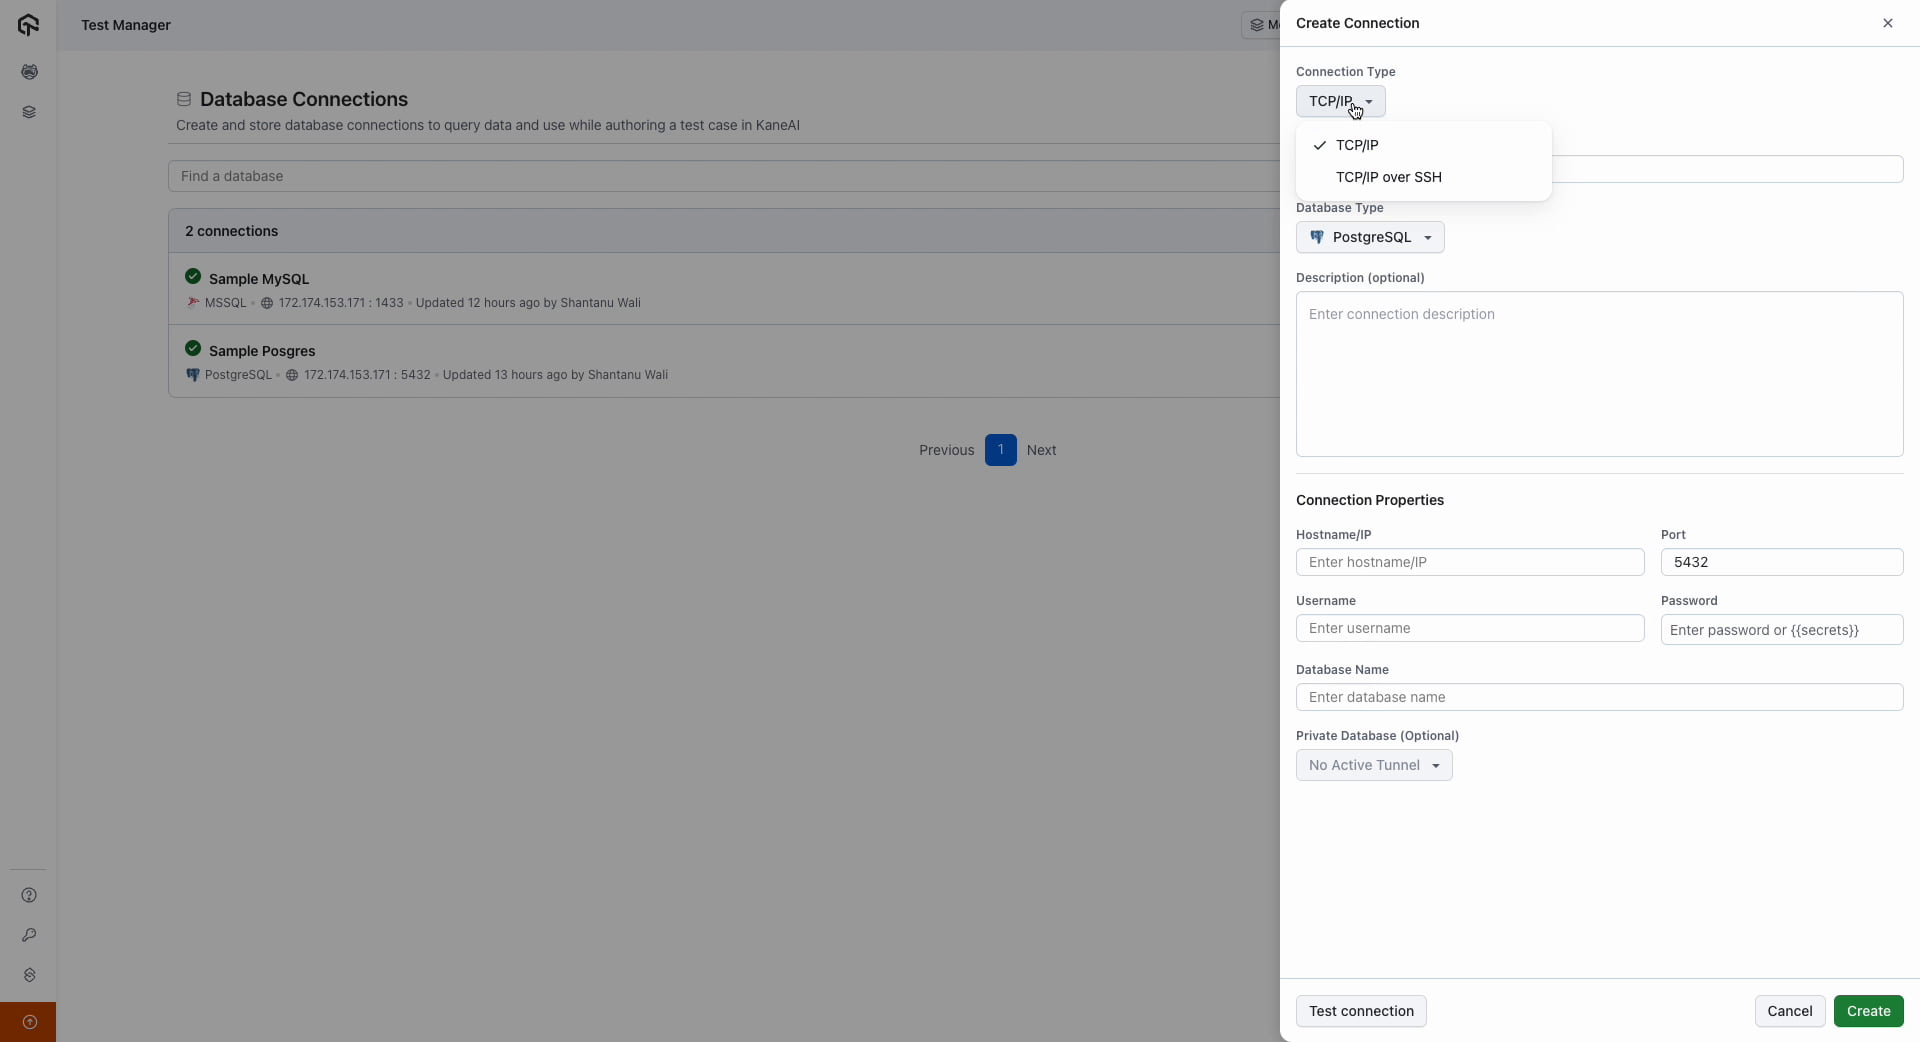 Test Manager
Database Connections
Create and store database connections to query data and use while authoring a test case in KaneAI
Find a database
2 connections
Sample MySQL
MSSQL • 172.174.153.171 : 1433 • Updated 12 hours ago by Shantanu Wali
Sample Posgres
PostgreSQL • 172.174.153.171 : 5432 • Updated 13 hours ago by Shantanu Wali
Previous 1 Next
Create Connection
Connection Type
TCP/IP
TCP/IP
TCP/IP over SSH
Database Type
PostgreSQL
Description (optional)
Enter connection description
Connection Properties
Hostname/IP Port
Enter hostname/IP 5432
Username Password
Enter username Enter password or {{secrets}}
Database Name
Enter database name
Private Database (Optional)
No Active Tunnel
Test connection Cancel Create